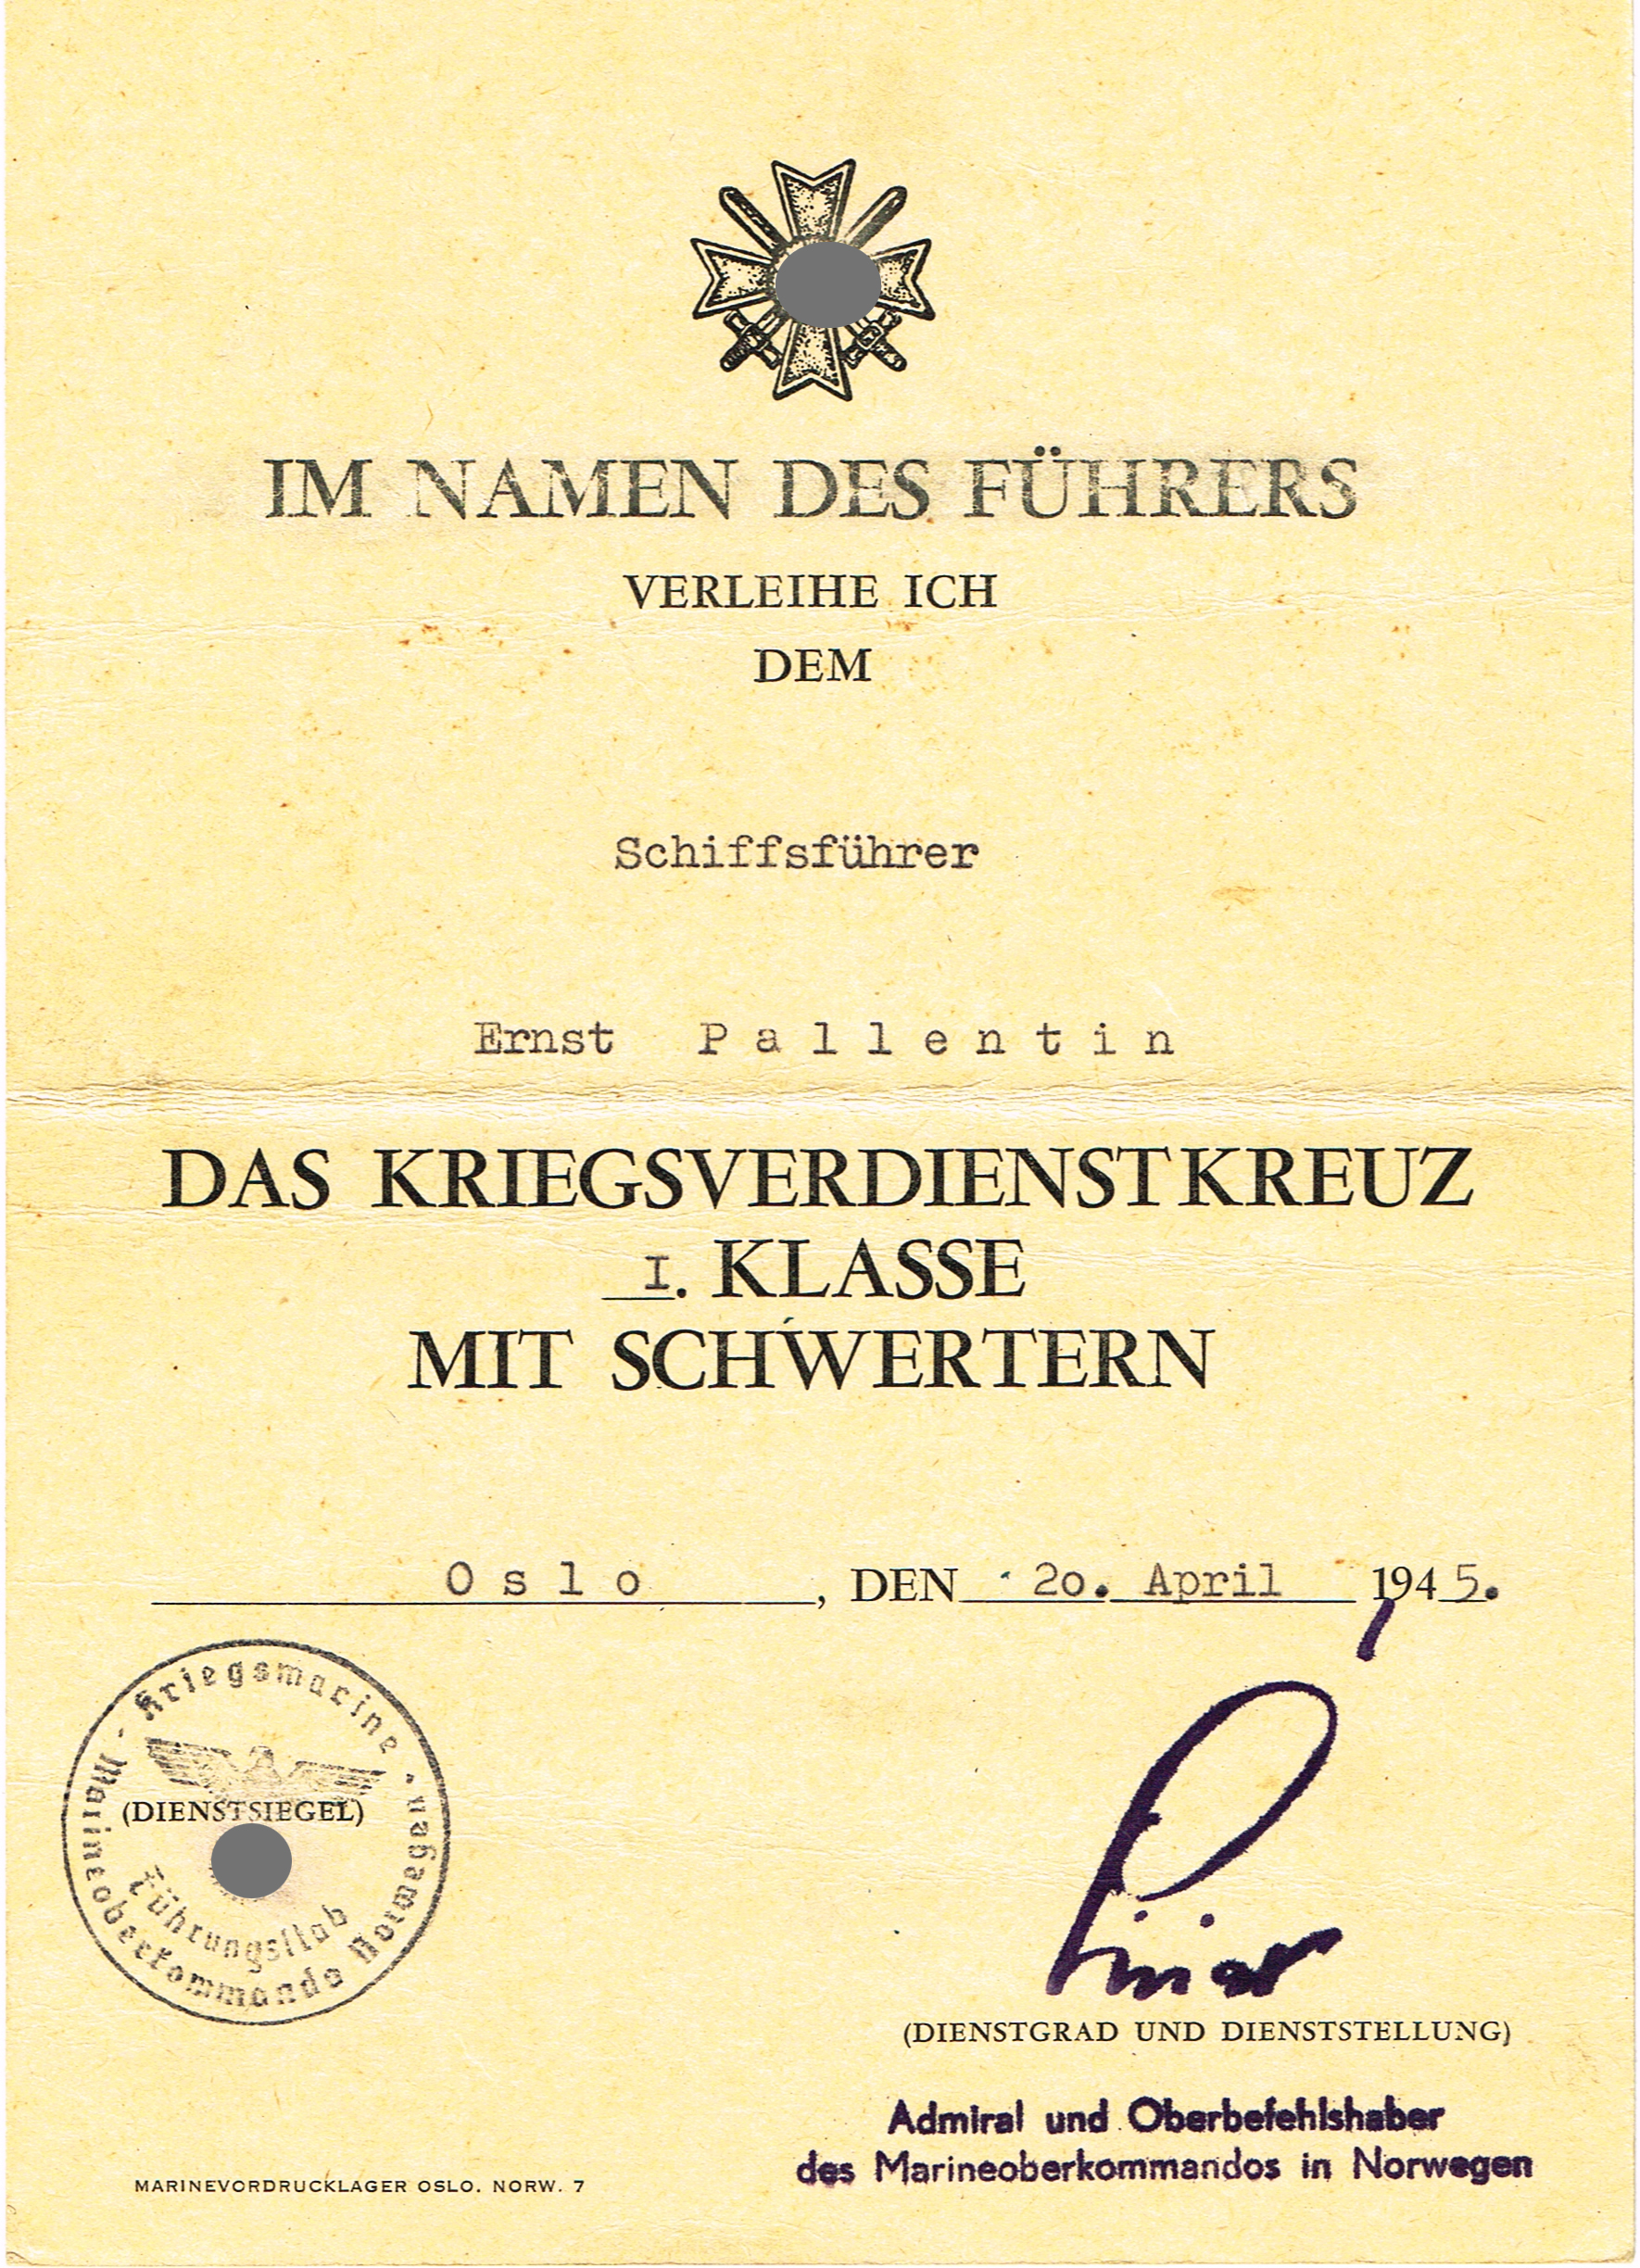 IM NAMEN DES FÜHRERS
VERLEIHE ICH
DEM
Schiffsführer
Ernst Pallentin
DAS KRIEGSVERDIENSTKREUZ
I. KLASSE
MIT SCHWERTERN
Oslo, DEN 20. April 1945.
Kriegsmarine
- Marineoberkommando Norwegen -
(DIENSTSIEGEL)
Führungsstab
(DIENSTGRAD UND DIENSTSTELLUNG)
Admiral und Oberbefehlshaber
des Marineoberkommandos in Norwegen
MARINEVORDRUCKLAGER OSLO. NORW. 7